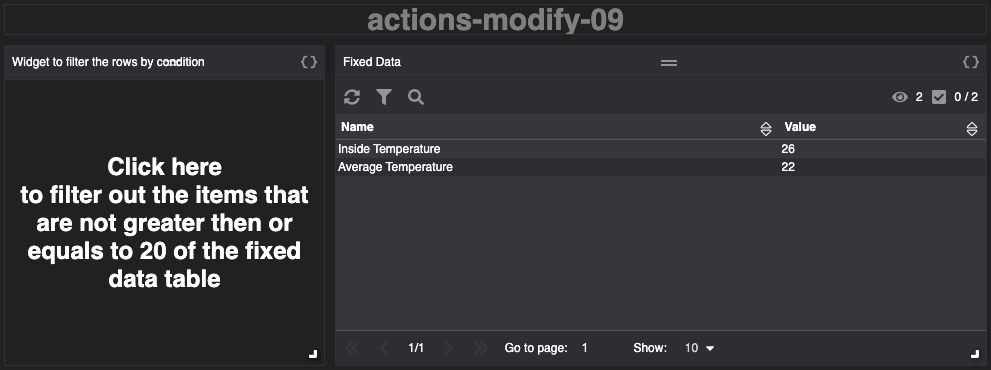 actions-modify-09
Widget to filter the rows by condition
Fixed Data
Click here
to filter out the items that
are not greater then or
equals to 20 of the fixed
data table
2 0 / 2
Name Value
Inside Temperature 26
Average Temperature 22
1/1 Go to page: 1 Show: 10